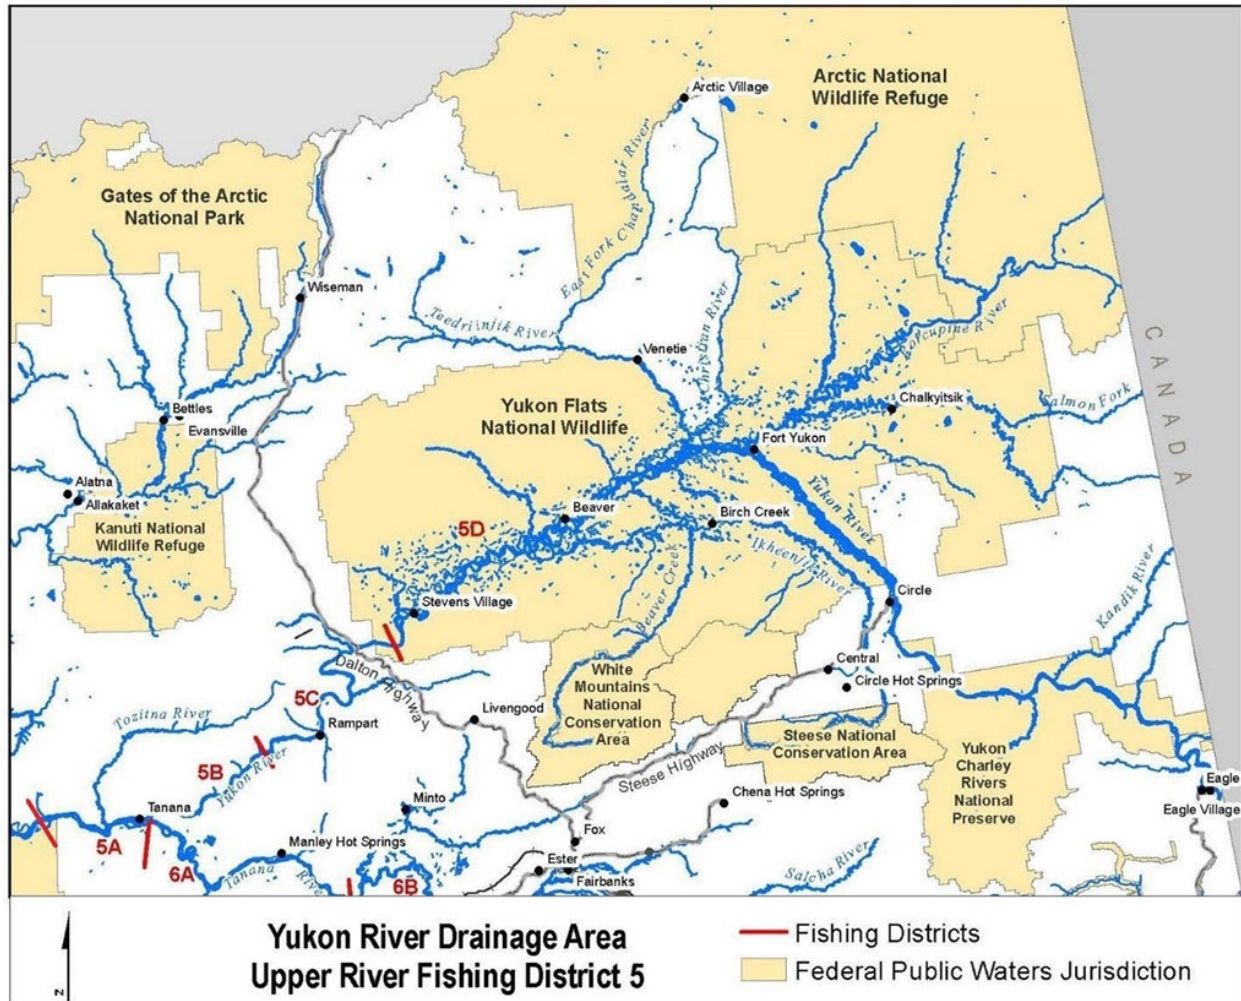 Arctic Village
Arctic National
Wildlife Refuge
East Fork Chandalar River
Gates of the Arctic
National Park
Wiseman
Teedriinjik River
Christian River
Venetie
Porcupine River
CANADA
Chalkyitsik
Salmon Fork
Bettles
Evansville
Yukon Flats
National Wildlife
Fort Yukon
Alatna
Allakaket
Kanuti National
Wildlife Refuge
5D
Beaver
Birch Creek
Yukon River
Ikheenjik River
Beaver Creek
Kandik River
Stevens Village
Circle
Dalton Highway
White
Mountains
National
Conservation
Area
Central
Circle Hot Springs
5C
Tozitna River
Rampart
Livengood
Steese National
Conservation Area
Yukon
Charley
Rivers
National
Preserve
5B
Yukon River
Steese Highway
Eagle
Eagle Village
Tanana
Minto
Chena Hot Springs
5A
Manley Hot Springs
Fox
6A
Tanana River
6B
Ester
Fairbanks
Salcha River
N
Yukon River Drainage Area
Upper River Fishing District 5
Fishing Districts
Federal Public Waters Jurisdiction